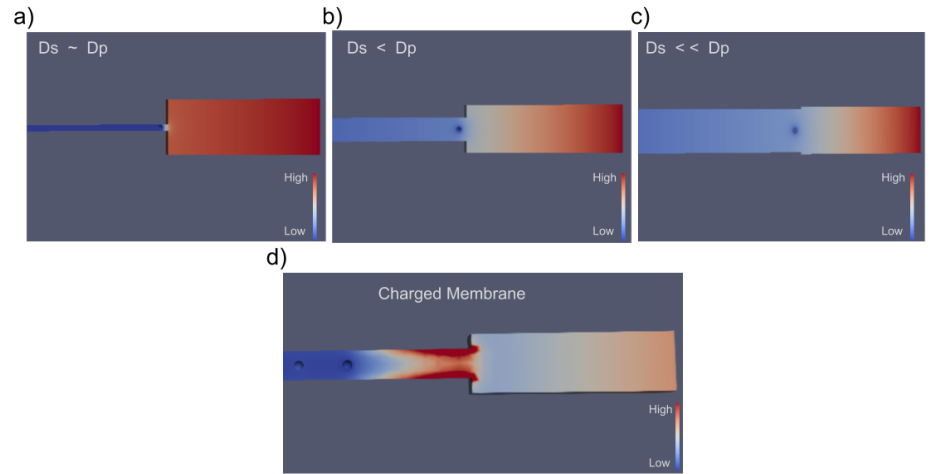 a)
Ds ~ Dp
High
Low
b)
Ds < Dp
High
Low
c)
Ds << Dp
High
Low
d)
Charged Membrane
High
Low